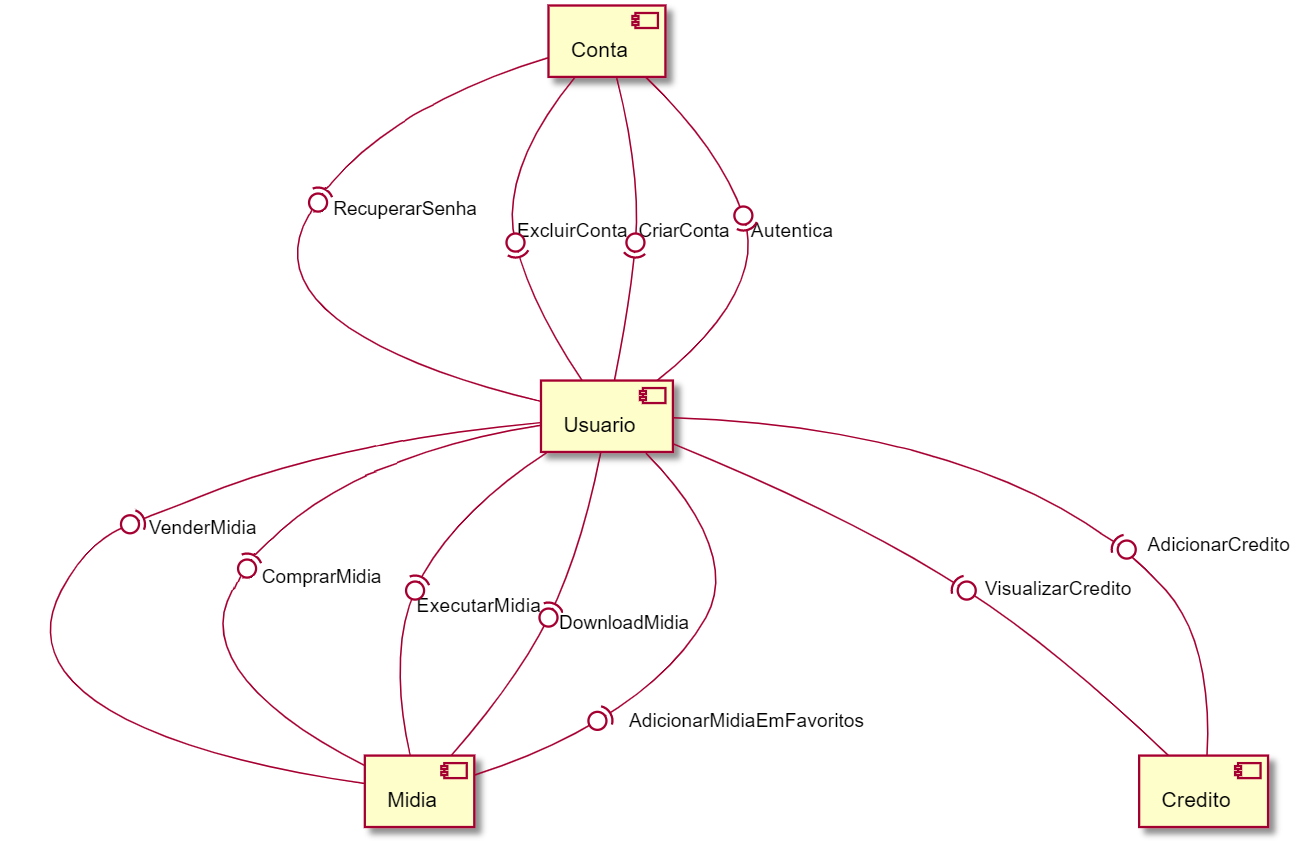 Conta
RecuperarSenha
ExcluirConta
CriarConta
Autentica
Usuario
VenderMidia
ComprarMidia
ExecutarMidia
DownloadMidia
AdicionarCredito
VisualizarCredito
AdicionarMidiaEmFavoritos
Midia
Credito